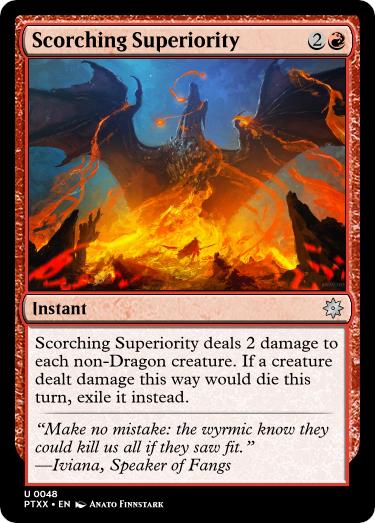 Scorching Superiority 2
Instant
Scorching Superiority deals 2 damage to
each non-Dragon creature. If a creature
dealt damage this way would die this
turn, exile it instead.
“Make no mistake: the wyrmic know they
could kill us all if they saw fit.”
—Iviana, Speaker of Fangs
U 0048
PTXX • EN Anato Finnstark